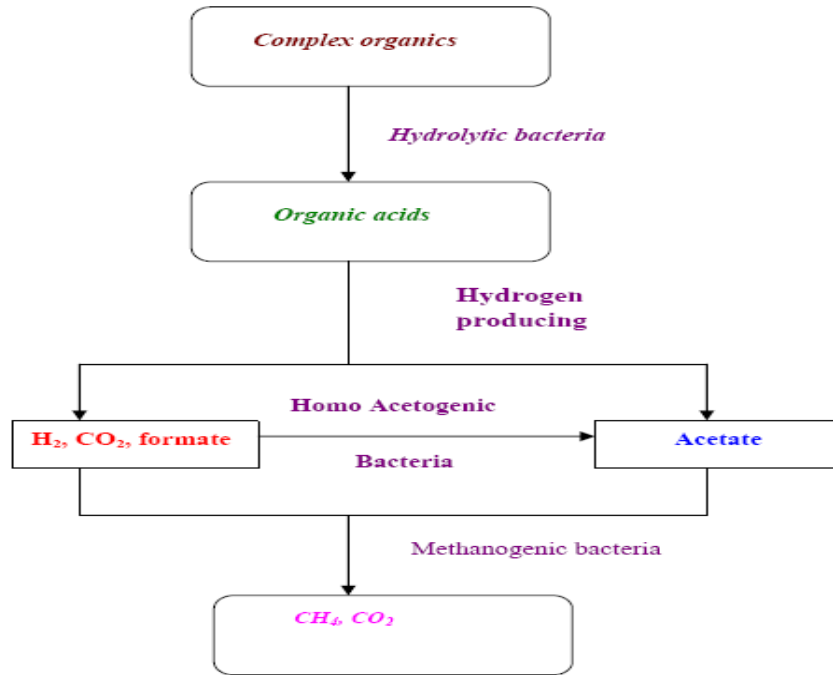 Complex organics
Hydrolytic bacteria
Organic acids
Hydrogen
producing
Homo Acetogenic
H₂, CO₂, formate
Acetate
Bacteria
Methanogenic bacteria
CH₄, CO₂